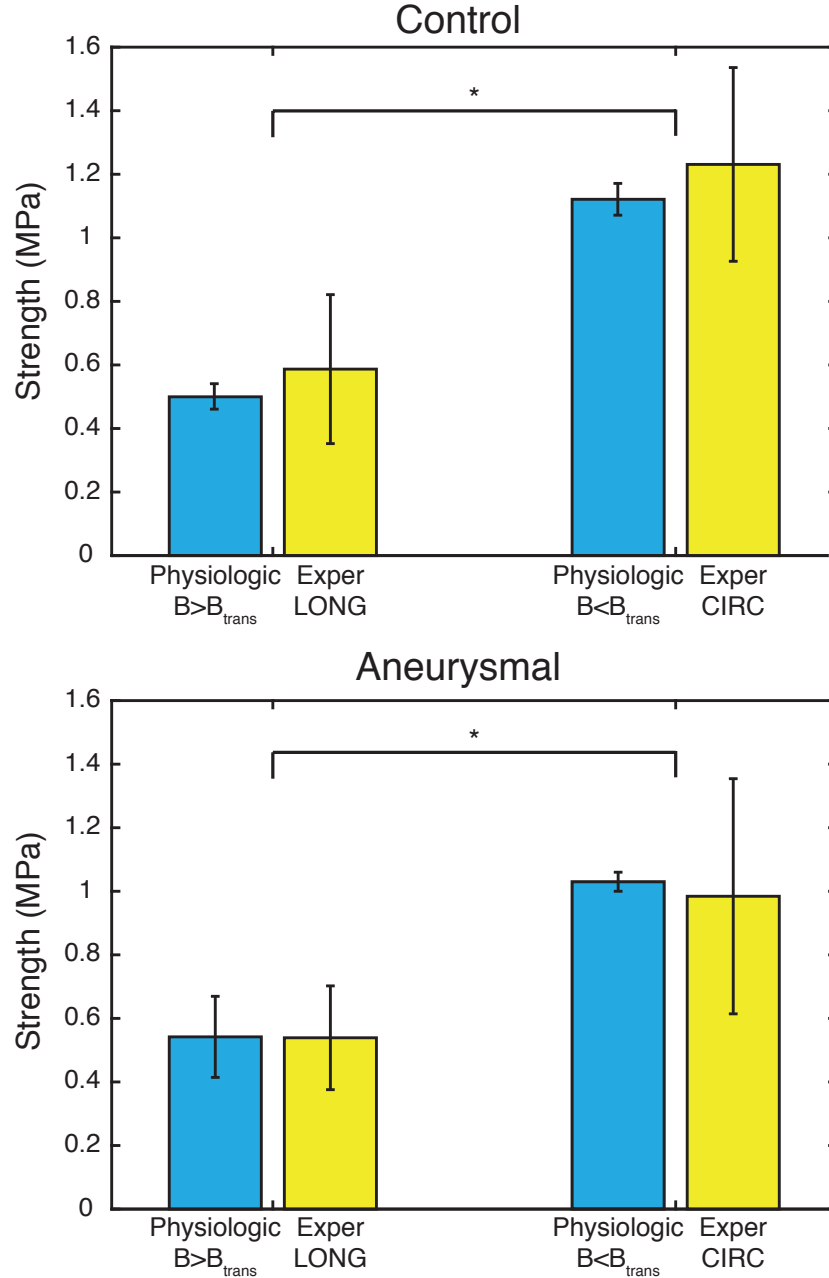 Control
Strength (MPa)
1.6
1.4
1.2
1
0.8
0.6
0.4
0.2
0
*
Physiologic
B>Btrans
Exper
LONG
Physiologic
B<Btrans
Exper
CIRC
Aneurysmal
Strength (MPa)
1.6
1.4
1.2
1
0.8
0.6
0.4
0.2
0
*
Physiologic
B>Btrans
Exper
LONG
Physiologic
B<Btrans
Exper
CIRC